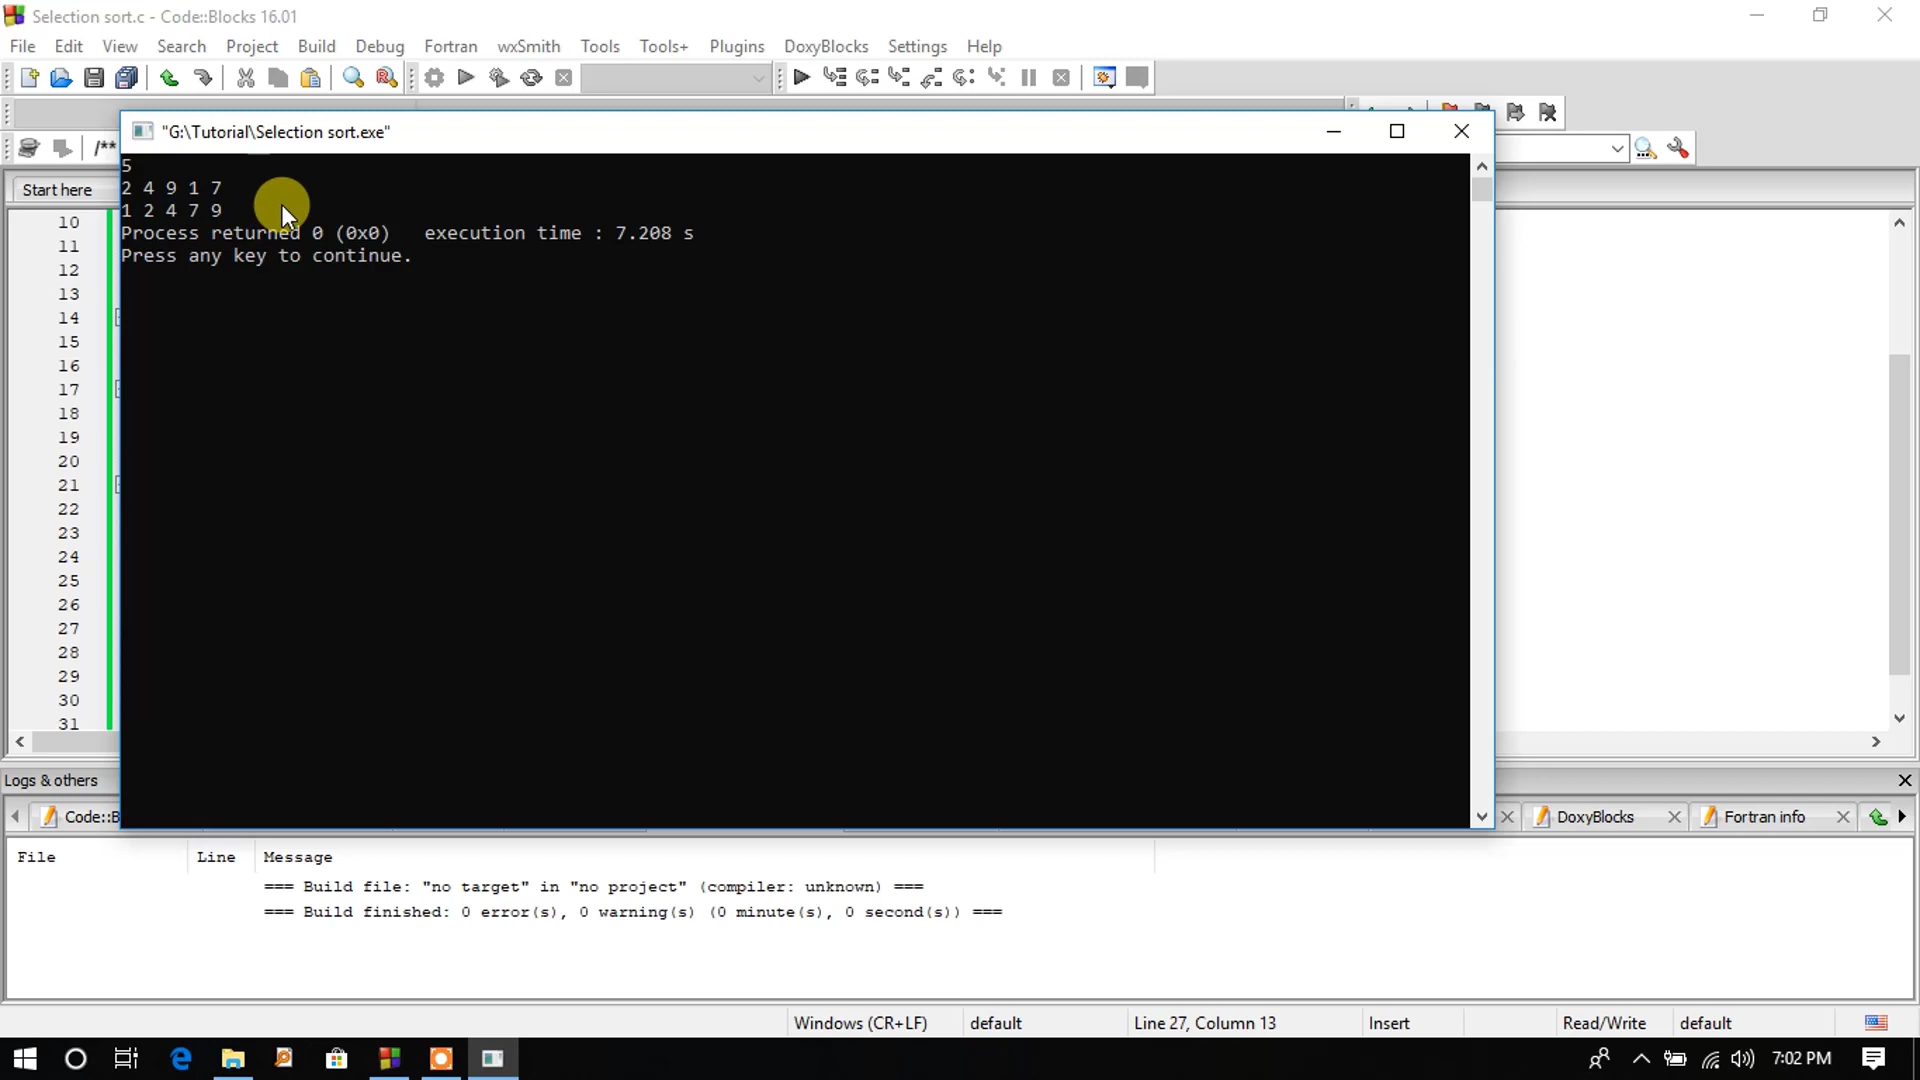 Selection sort.c - Code::Blocks 16.01
File Edit View Search Project Build Debug Fortran wxSmith Tools Tools+ Plugins DoxyBlocks Settings Help
/**
"G:\Tutorial\Selection sort.exe"
5
2 4 9 1 7
1 2 4 7 9
Process returned 0 (0x0)   execution time : 7.208 s
Press any key to continue.
Start here
10
11
12
13
14
15
16
17
18
19
20
21
22
23
24
25
26
27
28
29
30
31
Logs & others
Code::B DoxyBlocks Fortran info
File Line Message
=== Build file: "no target" in "no project" (compiler: unknown) ===
=== Build finished: 0 error(s), 0 warning(s) (0 minute(s), 0 second(s)) ===
Windows (CR+LF) default Line 27, Column 13 Insert Read/Write default
7:02 PM